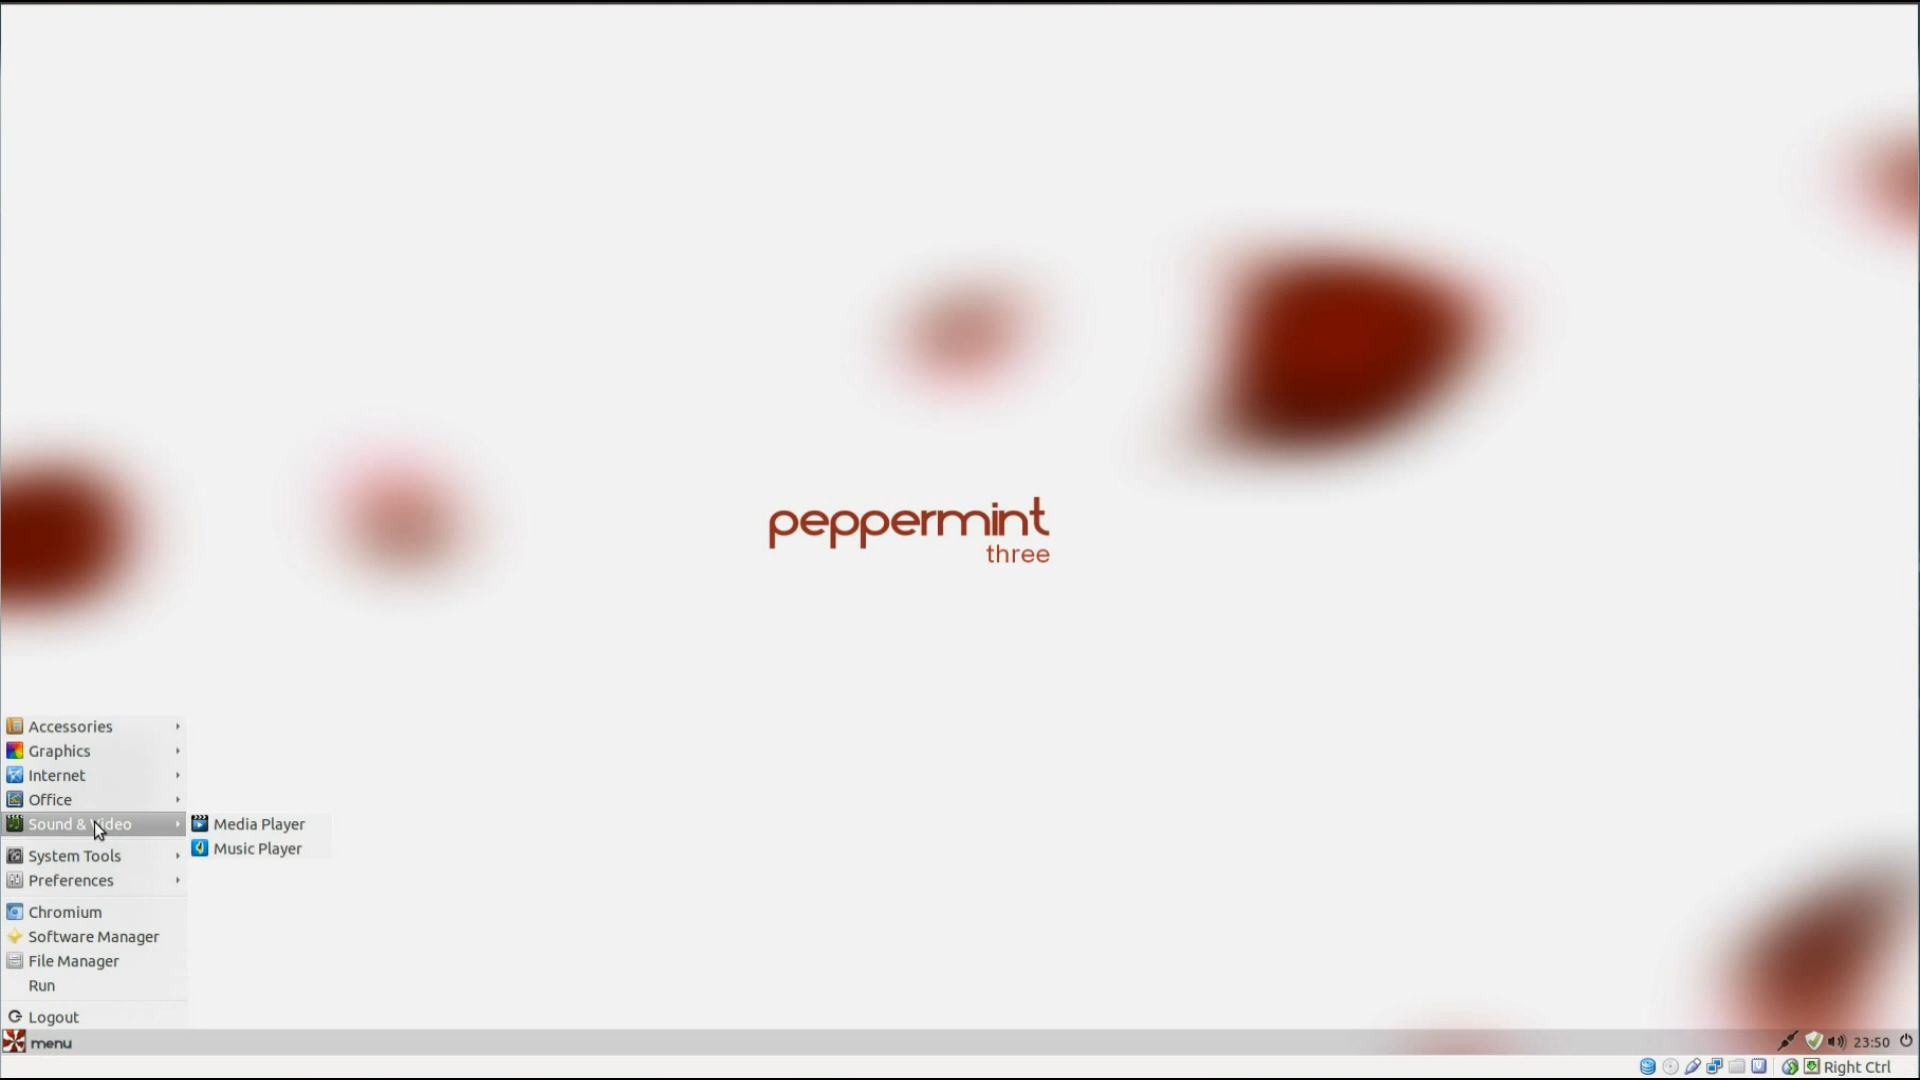 peppermint
three
Accessories
Graphics
Internet
Office
Sound & Video
Media Player
Music Player
System Tools
Preferences
Chromium
Software Manager
File Manager
Run
Logout
menu
23:50
Right Ctrl